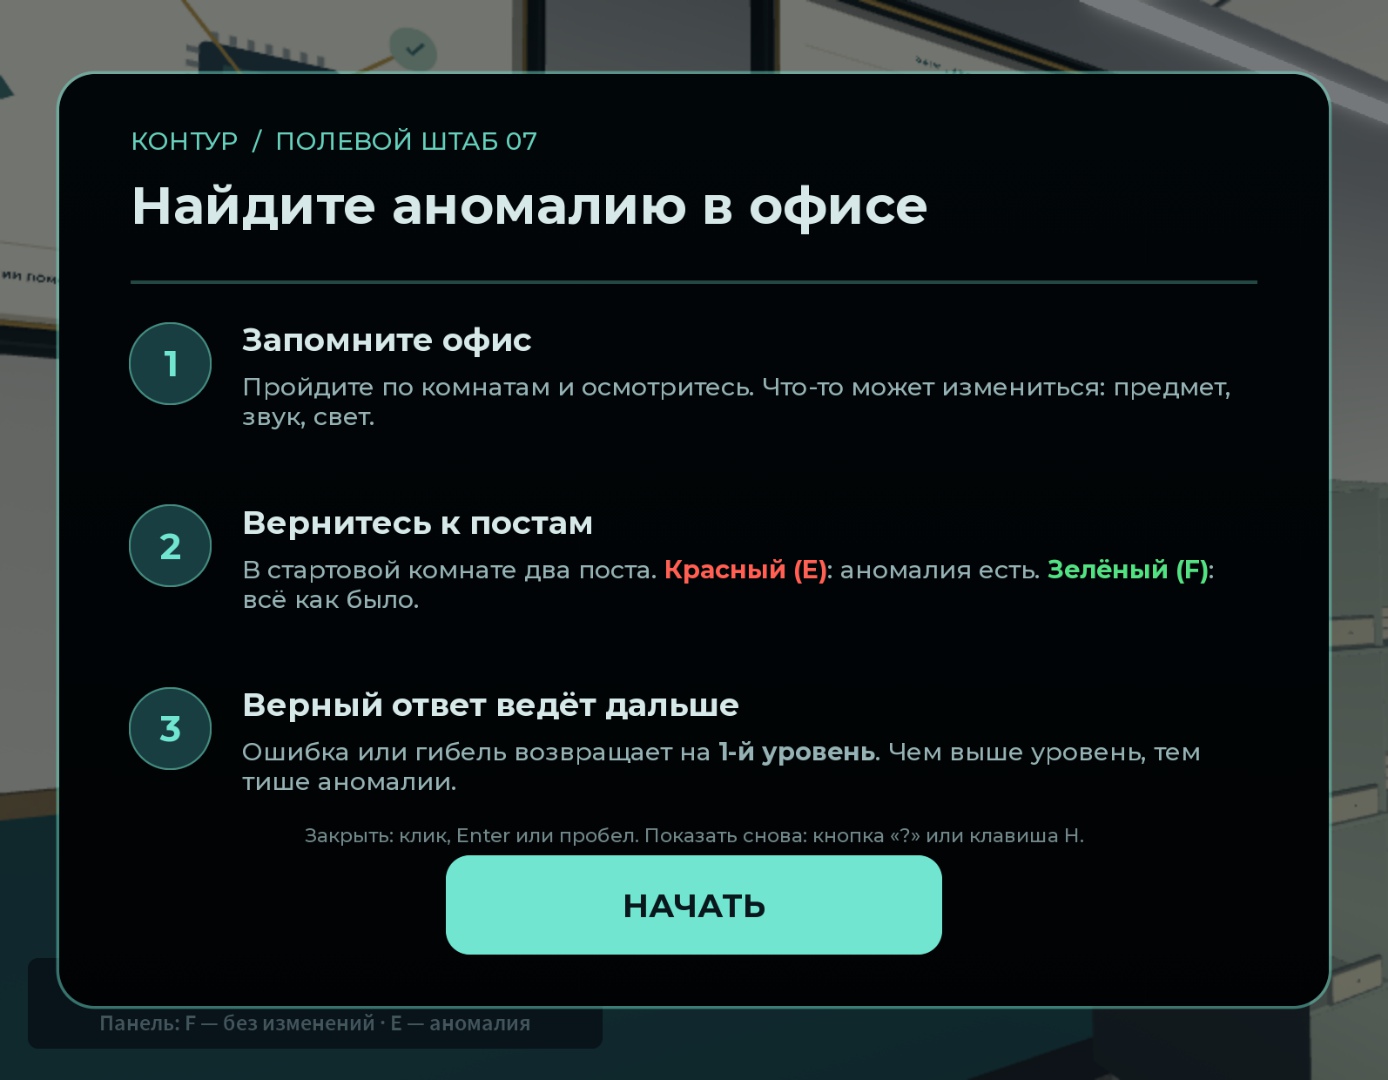 КОНТУР / ПОЛЕВОЙ ШТАБ 07
Найдите аномалию в офисе
1
Запомните офис
Пройдите по комнатам и осмотритесь. Что-то может измениться: предмет,
звук, свет.
2
Вернитесь к постам
В стартовой комнате два поста. Красный (E): аномалия есть. Зелёный (F):
всё как было.
3
Верный ответ ведёт дальше
Ошибка или гибель возвращает на 1-й уровень. Чем выше уровень, тем
тише аномалии.
Закрыть: клик, Enter или пробел. Показать снова: кнопка «?» или клавиша H.
НАЧАТЬ
Панель: F — без изменений · E — аномалия